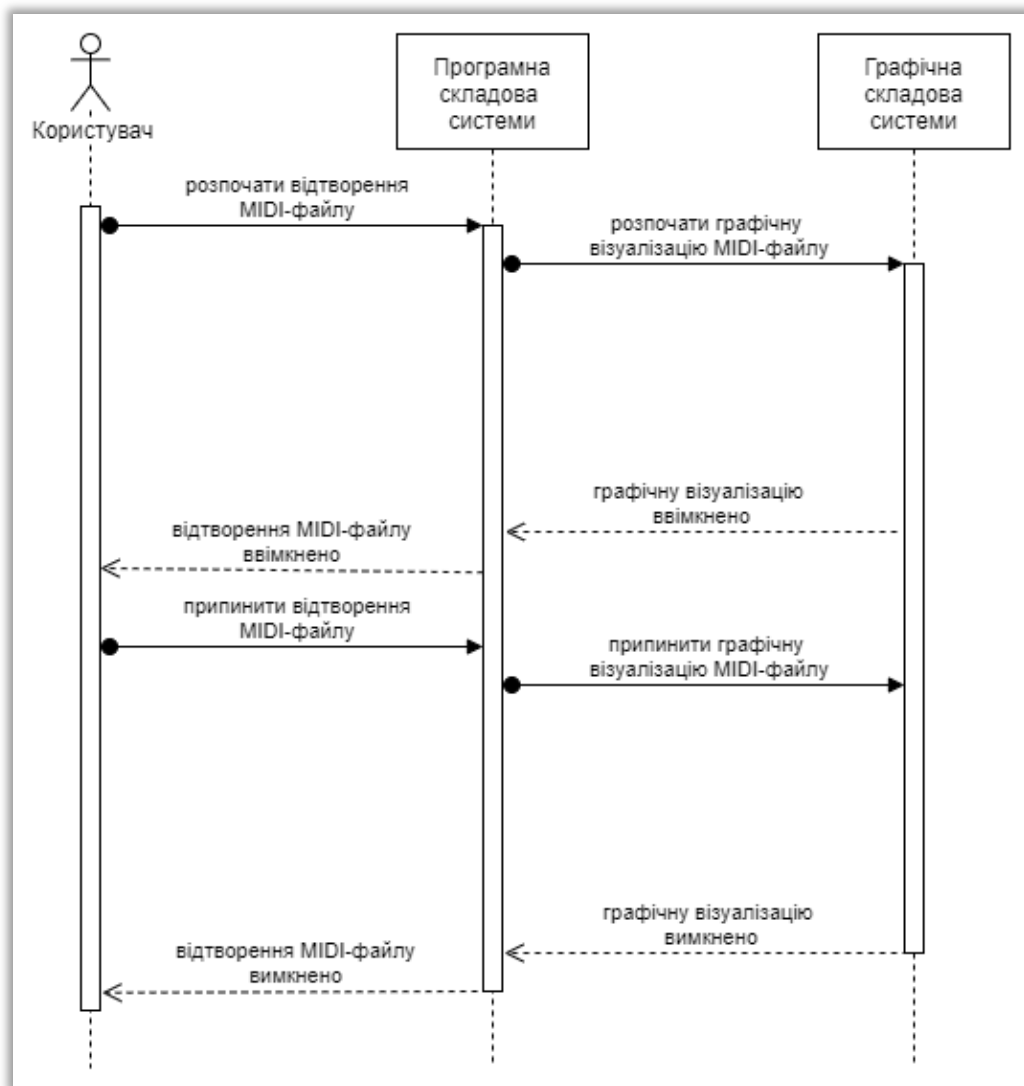 Користувач
Програмна
складова
системи
Графічна
складова
системи
розпочати відтворення
MIDI-файлу
розпочати графічну
візуалізацію MIDI-файлу
графічну візуалізацію
ввімкнено
відтворення MIDI-файлу
ввімкнено
припинити відтворення
MIDI-файлу
припинити графічну
візуалізацію MIDI-файлу
графічну візуалізацію
вимкнено
відтворення MIDI-файлу
вимкнено